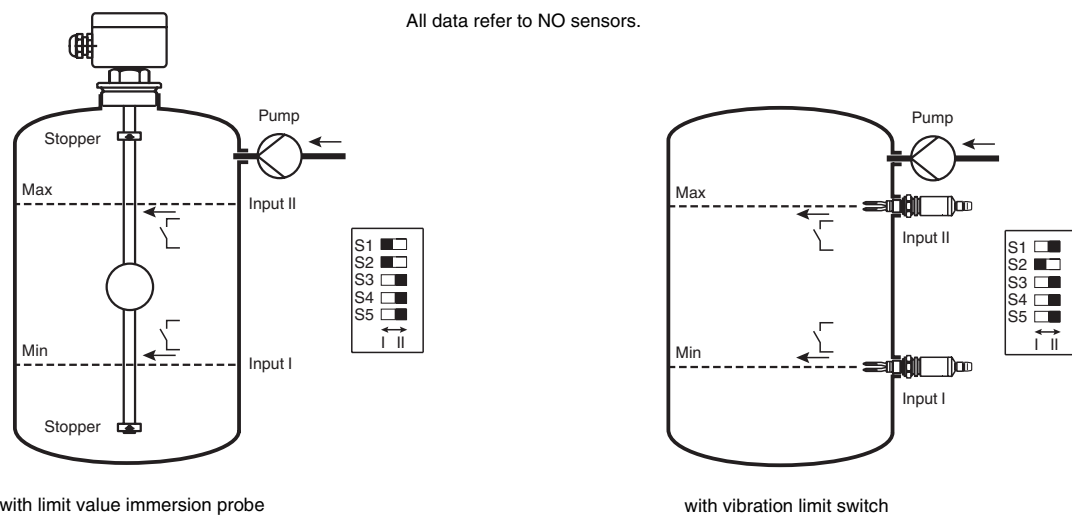 All data refer to NO sensors.
Pump
Stopper
Max
Input II
S1
S2
S3
S4
S5
I II
Min
Input I
Stopper
with limit value immersion probe
Pump
Max
Input II
S1
S2
S3
S4
S5
I II
Min
Input I
with vibration limit switch